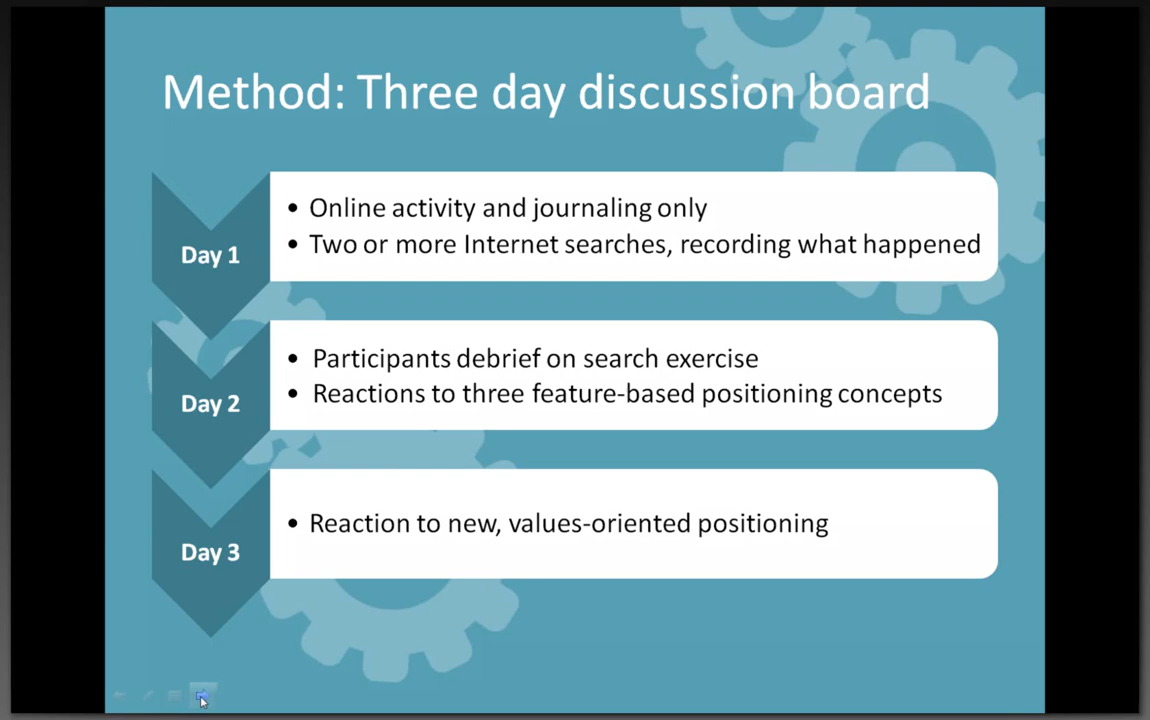 Method: Three day discussion board
Day 1
• Online activity and journaling only
• Two or more Internet searches, recording what happened
Day 2
• Participants debrief on search exercise
• Reactions to three feature-based positioning concepts
Day 3
• Reaction to new, values-oriented positioning